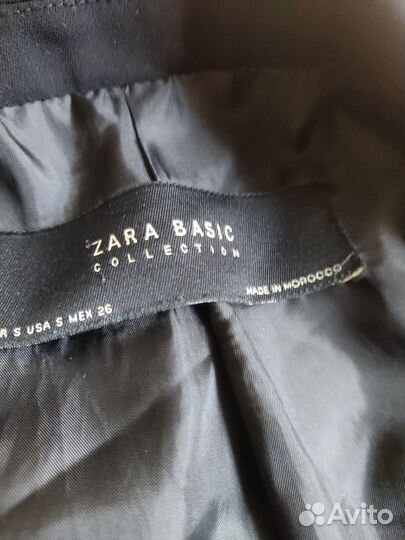 ZARA BASIC
COLLECTION
R S USA S MEX 26
MADE IN MOROCCO
Avito